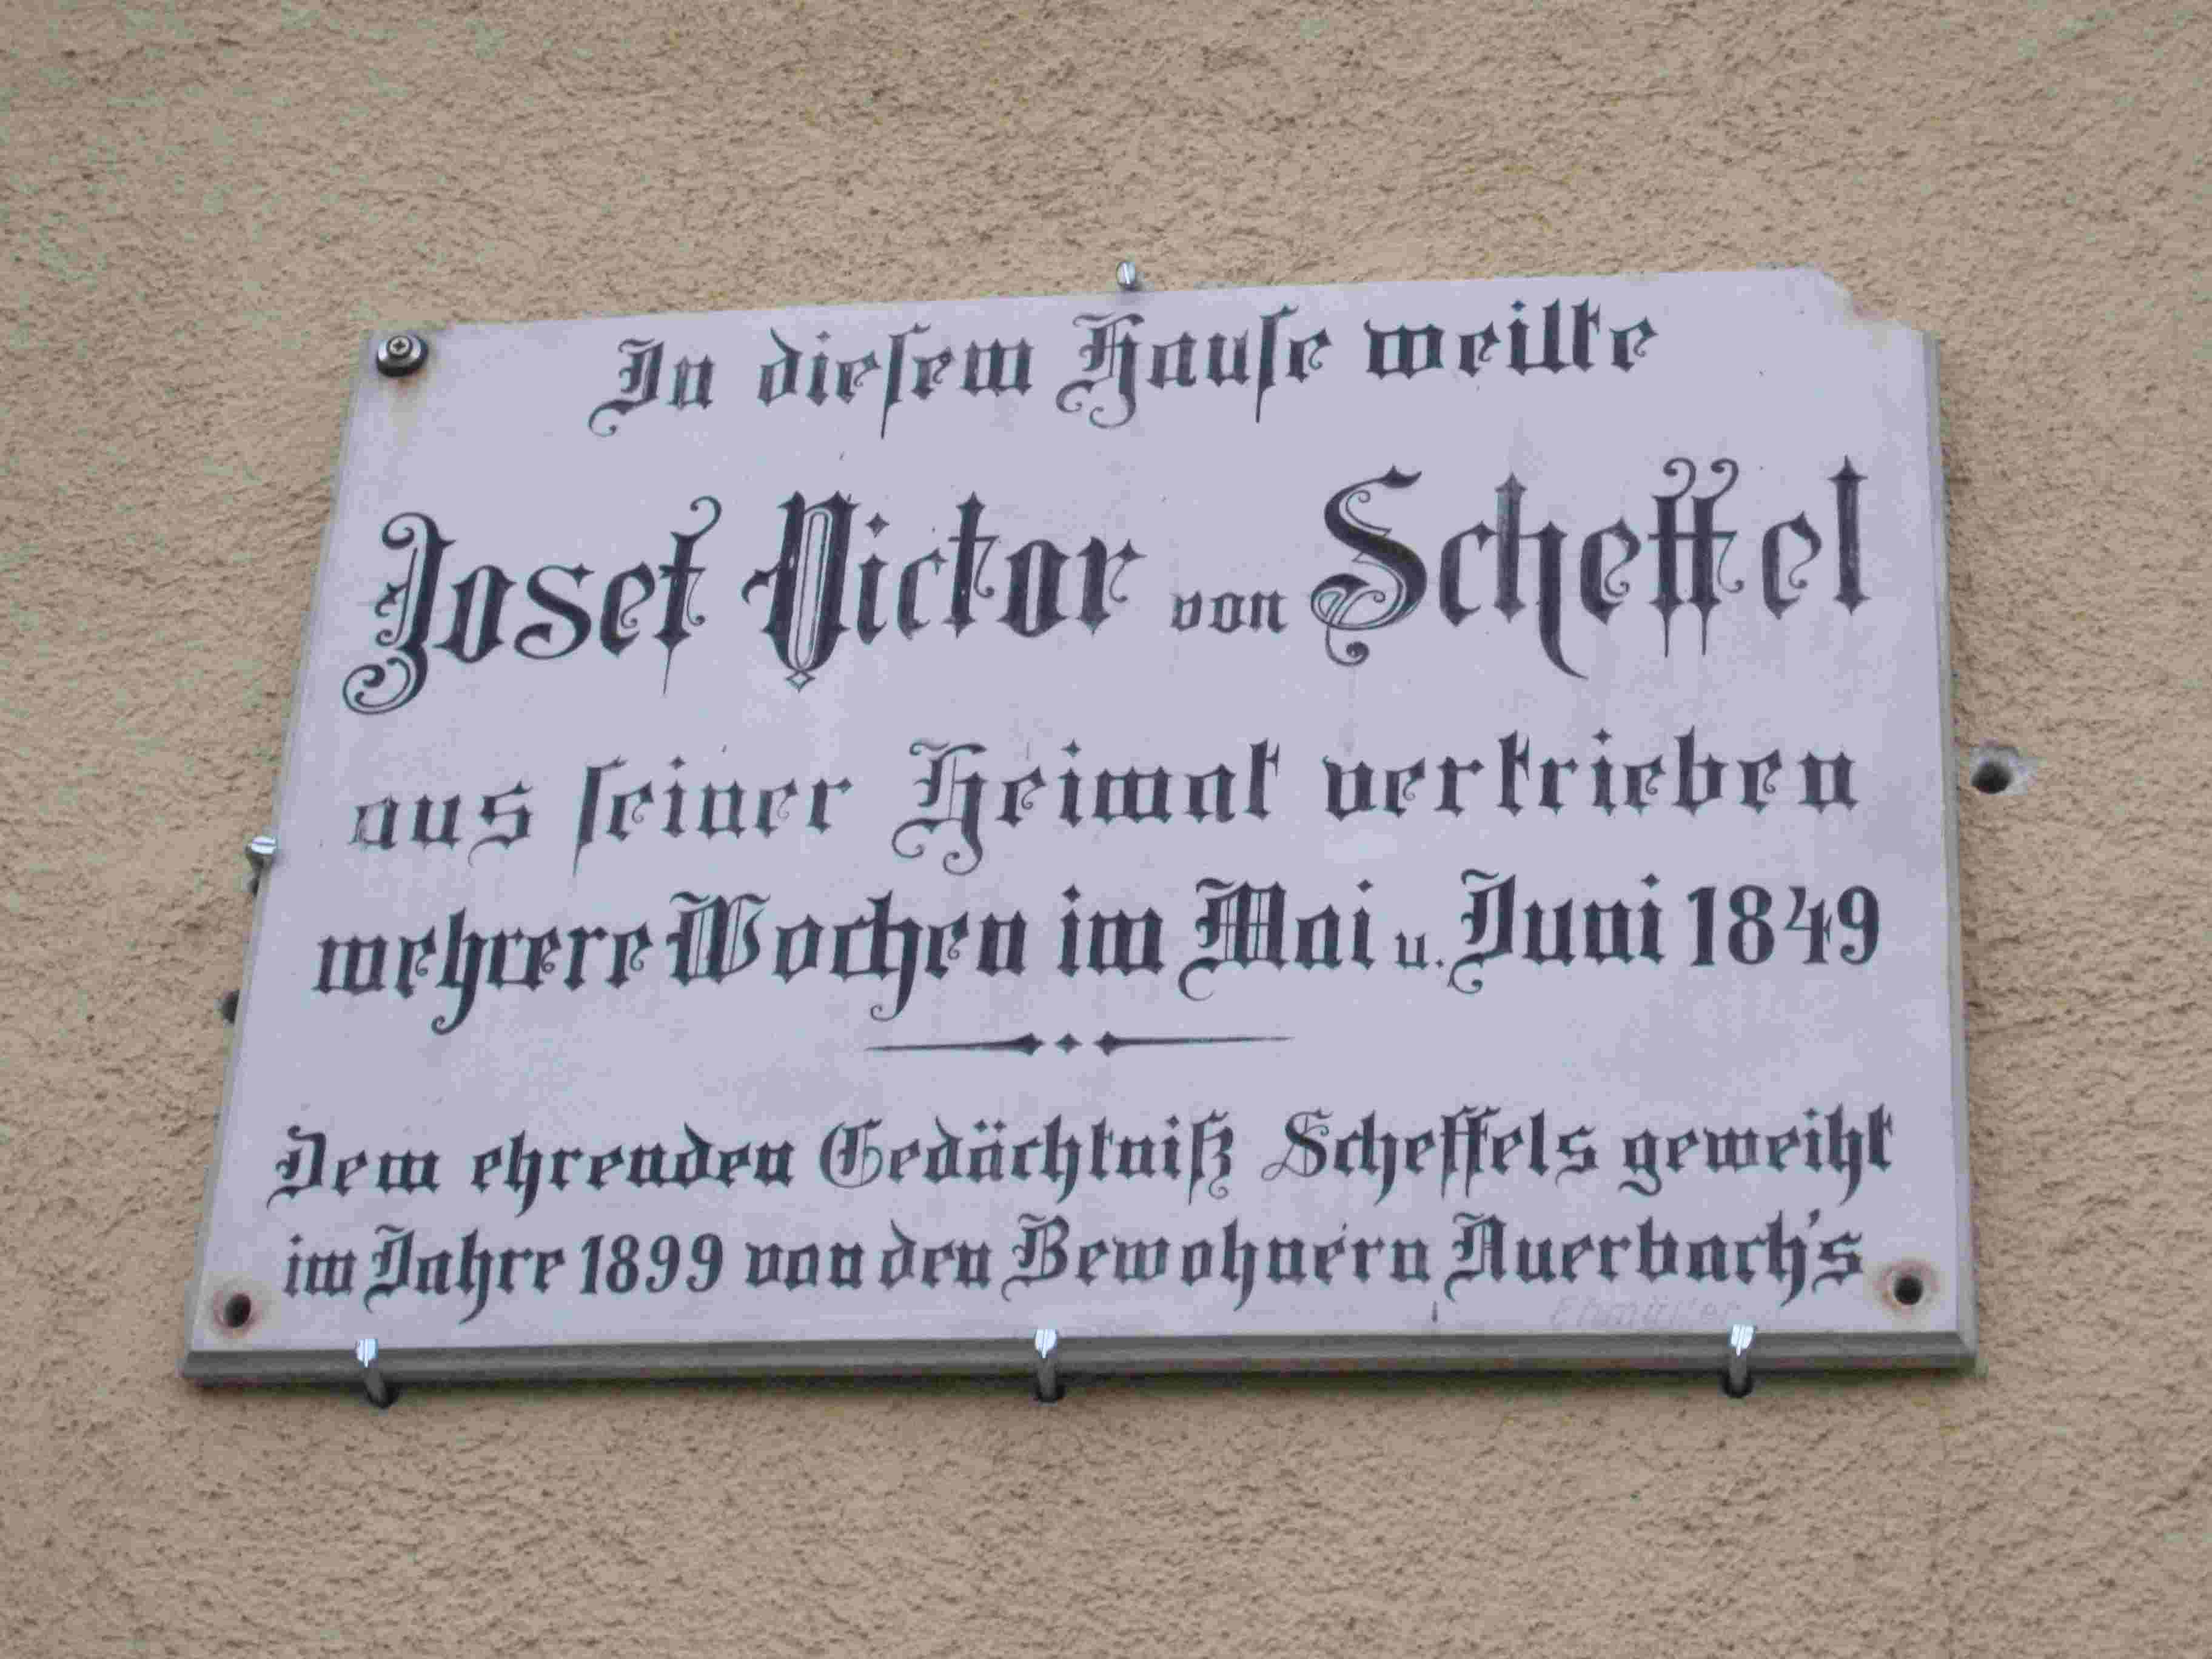 In diesem Hause weilte
Josef Victor von Scheffel
aus seiner Heimat vertrieben
mehrere Wochen im Mai u. Juni 1849
Dem ehrenden Gedächtniß Scheffels geweiht
im Jahre 1899 von den Bewohnern Auerbach's